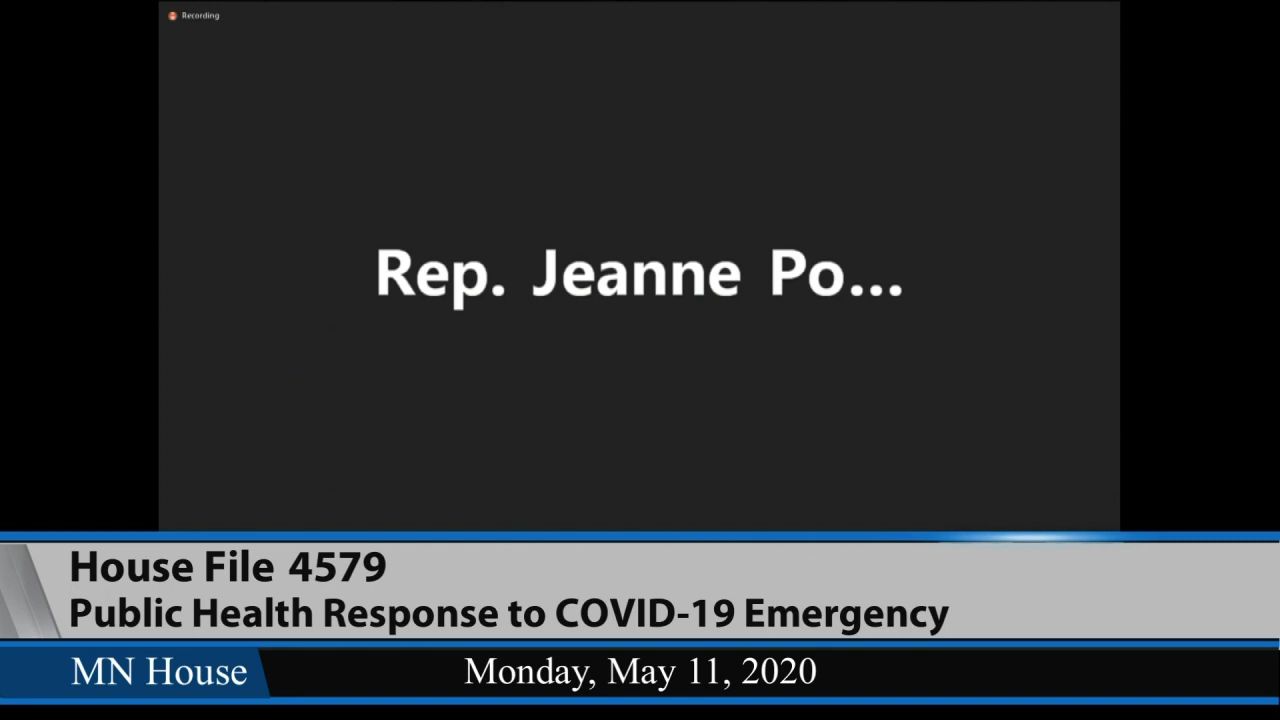 Recording
Rep. Jeanne Po...
House File 4579
Public Health Response to COVID-19 Emergency
MN House
Monday, May 11, 2020